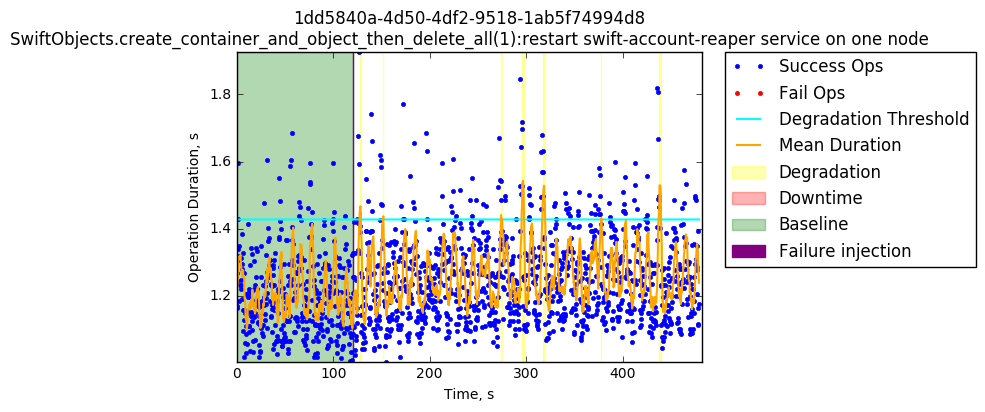 1dd5840a-4d50-4df2-9518-1ab5f74994d8
SwiftObjects.create_container_and_object_then_delete_all(1):restart swift-account-reaper service on one node
Operation Duration, s
1.8
1.6
1.4
1.2
0
100
200
300
400
Time, s
Success Ops
Fail Ops
Degradation Threshold
Mean Duration
Degradation
Downtime
Baseline
Failure injection